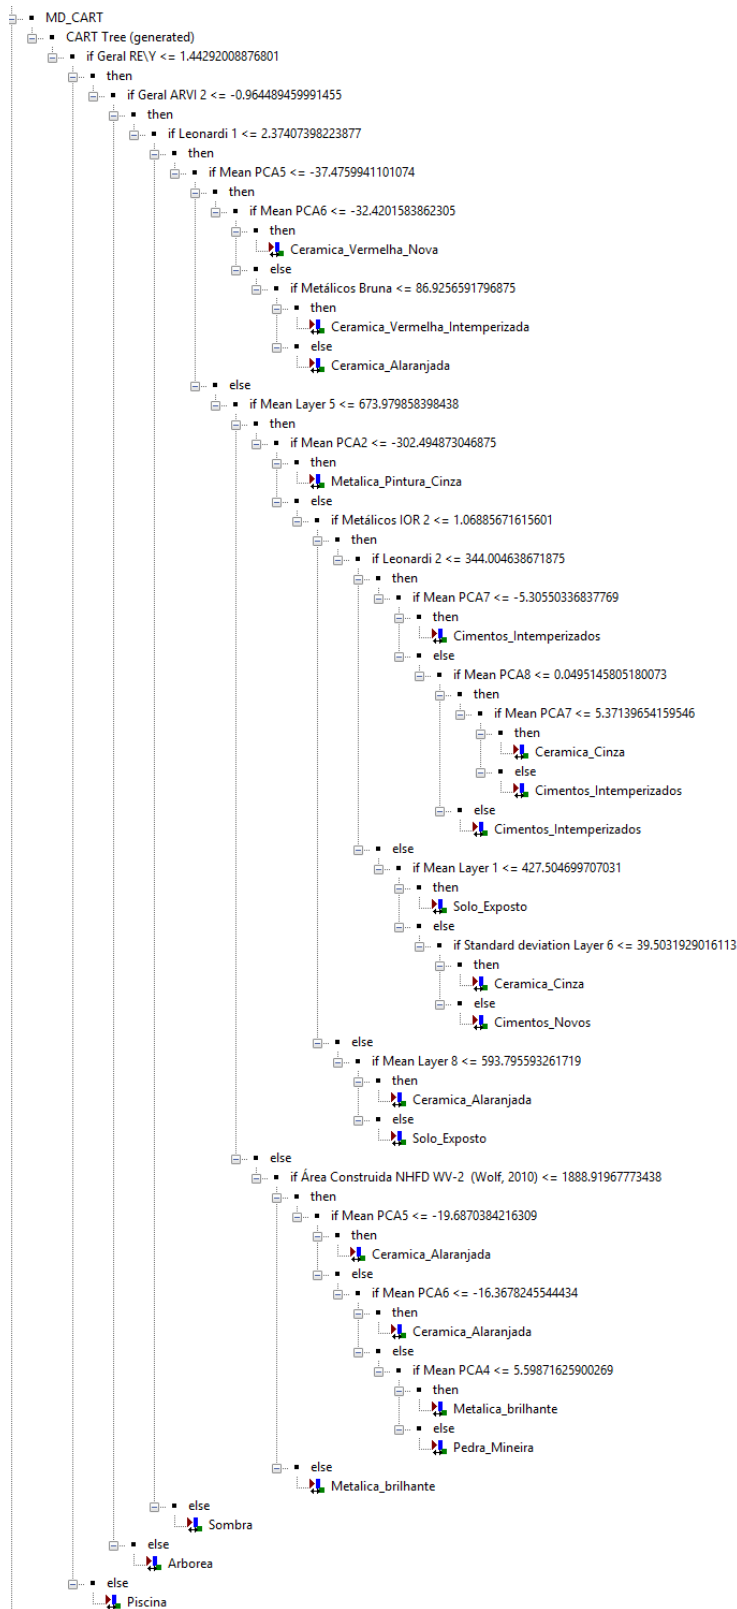 MD_CART
CART Tree (generated)
if Geral RE\Y <= 1.44292008876801
then
if Geral ARVI 2 <= -0.964489459991455
then
if Leonardi 1 <= 2.37407398223877
then
if Mean PCA5 <= -37.4759941101074
then
if Mean PCA6 <= -32.4201583862305
then
Ceramica_Vermelha_Nova
else
if Metálicos Bruna <= 86.9256591796875
then
Ceramica_Vermelha_Intemperizada
else
Ceramica_Alaranjada
else
if Mean Layer 5 <= 673.979858398438
then
if Mean PCA2 <= -302.494873046875
then
Metalica_Pintura_Cinza
else
if Metálicos IOR 2 <= 1.06885671615601
then
if Leonardi 2 <= 344.004638671875
then
if Mean PCA7 <= -5.30550336837769
then
Cimentos_Intemperizados
else
if Mean PCA8 <= 0.0495145805180073
then
if Mean PCA7 <= 5.37139654159546
then
Ceramica_Cinza
else
Cimentos_Intemperizados
else
Cimentos_Intemperizados
else
if Mean Layer 1 <= 427.504699707031
then
Solo_Exposto
else
if Standard deviation Layer 6 <= 39.5031929016113
then
Ceramica_Cinza
else
Cimentos_Novos
else
if Mean Layer 8 <= 593.795593261719
then
Ceramica_Alaranjada
else
Solo_Exposto
else
if Área Construida NHFD WV-2  (Wolf, 2010) <= 1888.91967773438
then
if Mean PCA5 <= -19.6870384216309
then
Ceramica_Alaranjada
else
if Mean PCA6 <= -16.3678245544434
then
Ceramica_Alaranjada
else
if Mean PCA4 <= 5.59871625900269
then
Metalica_brilhante
else
Pedra_Mineira
else
Metalica_brilhante
else
Sombra
else
Arborea
else
Piscina